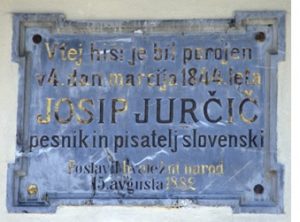 V tej hiši je bil porojen
v 4. dan marcija 1844. leta
JOSIP JURČIČ
pesnik in pisatelj slovenski
Postavil hvaležni narod
15. avgusta 1882